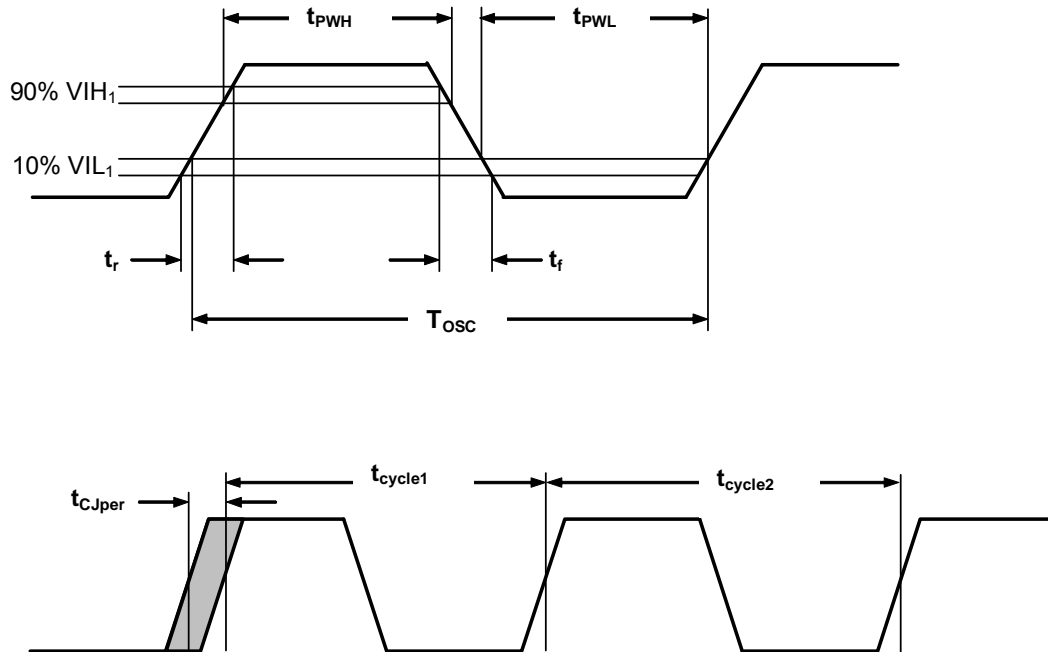 tPWH
tPWL
90% VIH1
10% VIL1
tr
tf
TOSC
tcycle1
tcycle2
tCJper